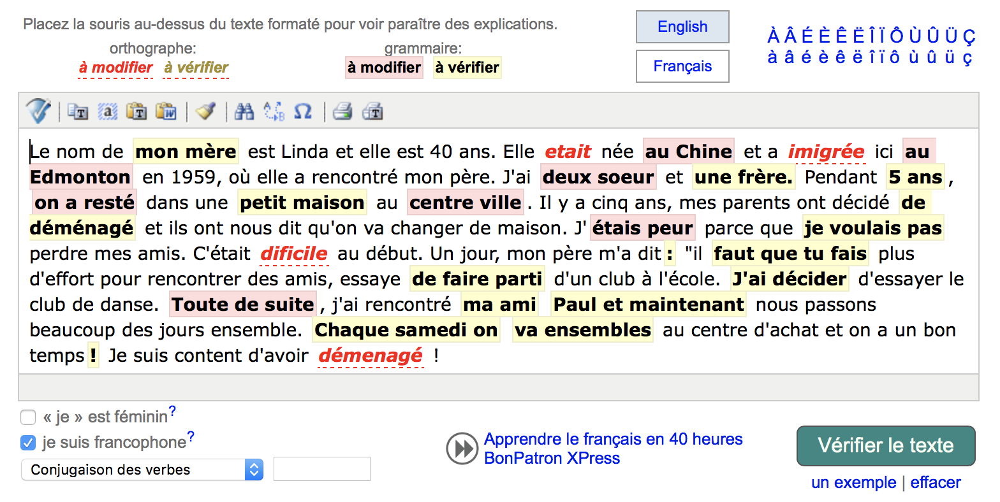 Placez la souris au-dessus du texte formaté pour voir paraître des explications.
orthographe:
à modifier à vérifier
grammaire:
à modifier à vérifier
English
Français
À Â É È Ê Ë Î Ï Ô Ù Û Ü Ç
à â é è ê ë î ï ô ù û ü ç
Le nom de mon mère est Linda et elle est 40 ans. Elle etait née au Chine et a imigrée ici au
Edmonton en 1959, où elle a rencontré mon père. J'ai deux soeur et une frère. Pendant 5 ans,
on a resté dans une petit maison au centre ville. Il y a cinq ans, mes parents ont décidé de
déménagé et ils ont nous dit qu'on va changer de maison. J'étais peur parce que je voulais pas
perdre mes amis. C'était dificile au début. Un jour, mon père m'a dit : "il faut que tu fais plus
d'effort pour rencontrer des amis, essaye de faire parti d'un club à l'école. J'ai décider d'essayer le
club de danse. Toute de suite, j'ai rencontré ma ami Paul et maintenant nous passons
beaucoup des jours ensemble. Chaque samedi on va ensembles au centre d'achat et on a un bon
temps ! Je suis content d'avoir démenagé !
« je » est féminin?
je suis francophone?
Conjugaison des verbes
Apprendre le français en 40 heures
BonPatron XPress
Vérifier le texte
un exemple | effacer